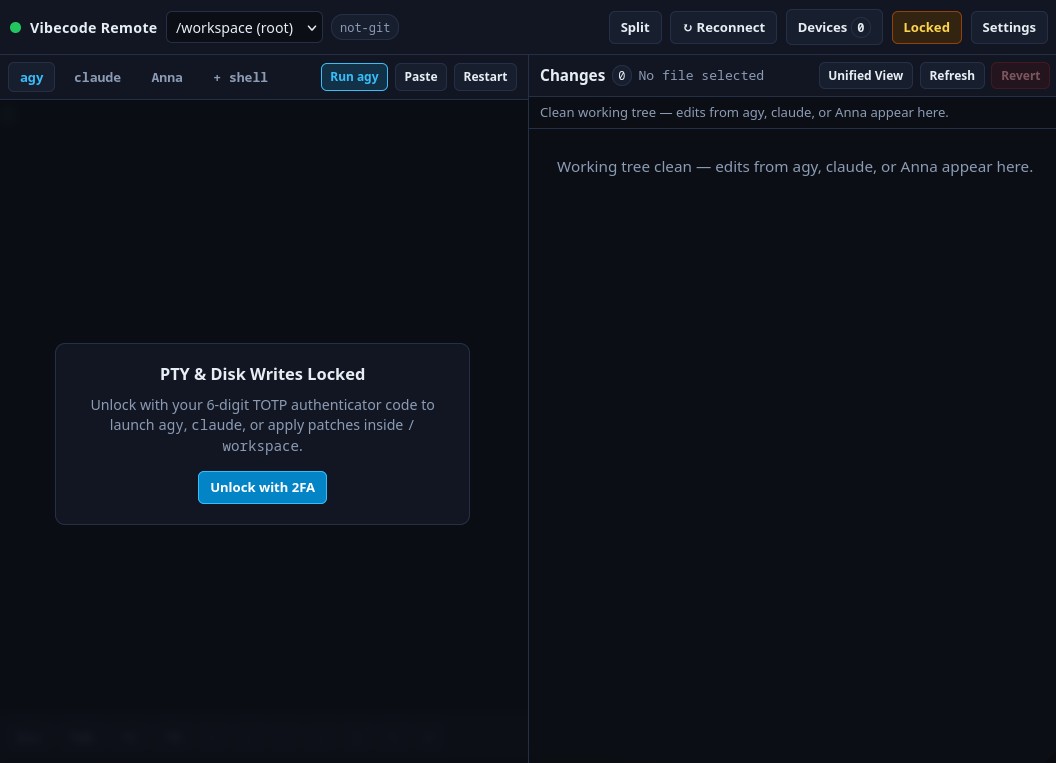 Vibecode Remote /workspace (root) not-git Split ↻ Reconnect Devices 0 Locked Settings
agy claude Anna + shell Run agy Paste Restart
Changes 0 No file selected Unified View Refresh Revert
Clean working tree — edits from agy, claude, or Anna appear here.
Working tree clean — edits from agy, claude, or Anna appear here.
PTY & Disk Writes Locked
Unlock with your 6-digit TOTP authenticator code to
launch agy, claude, or apply patches inside /
workspace.
Unlock with 2FA